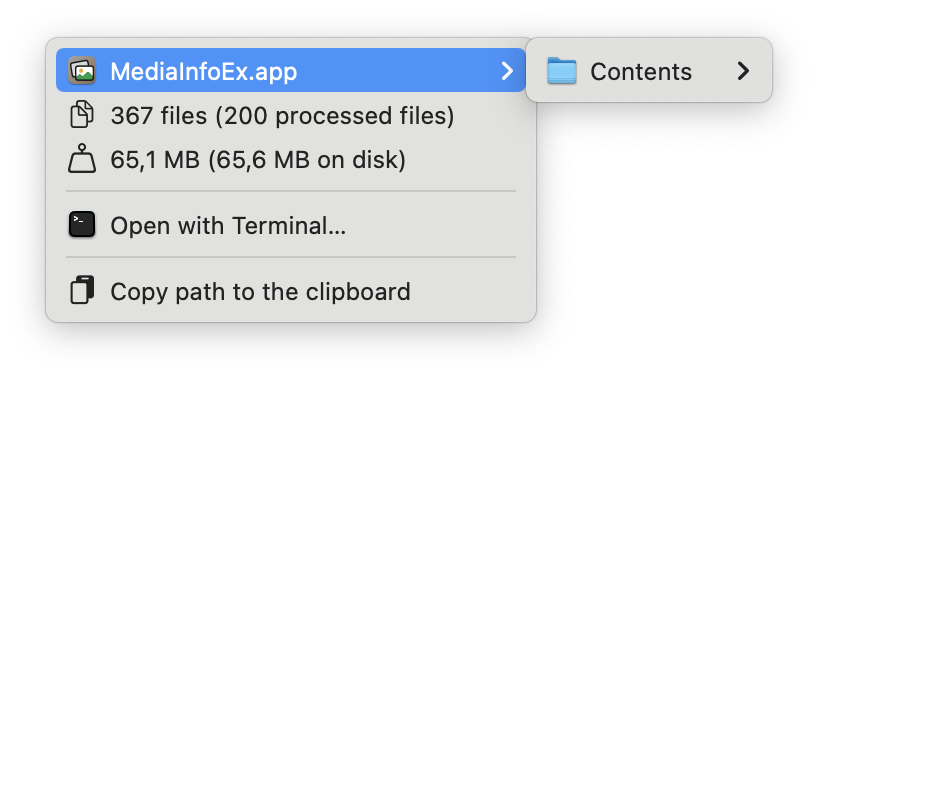 MediaInfoEx.app
Contents
367 files (200 processed files)
65,1 MB (65,6 MB on disk)
Open with Terminal...
Copy path to the clipboard